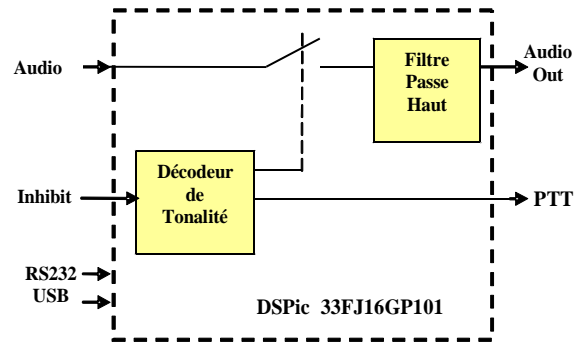 Audio
Filtre
Passe
Haut
Audio
Out
Inhibit
Décodeur
de
Tonalité
PTT
RS232
USB
DSPic 33FJ16GP101